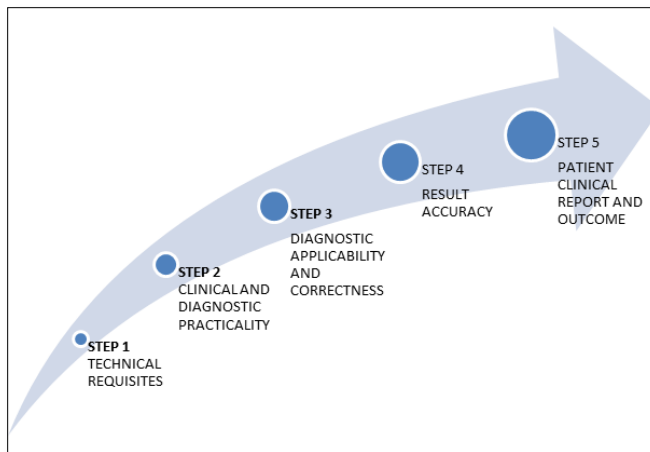 STEP 1
TECHNICAL
REQUISITES
STEP 2
CLINICAL AND
DIAGNOSTIC
PRACTICALITY
STEP 3
DIAGNOSTIC
APPLICABILITY
AND
CORRECTNESS
STEP 4
RESULT
ACCURACY
STEP 5
PATIENT
CLINICAL
REPORT AND
OUTCOME